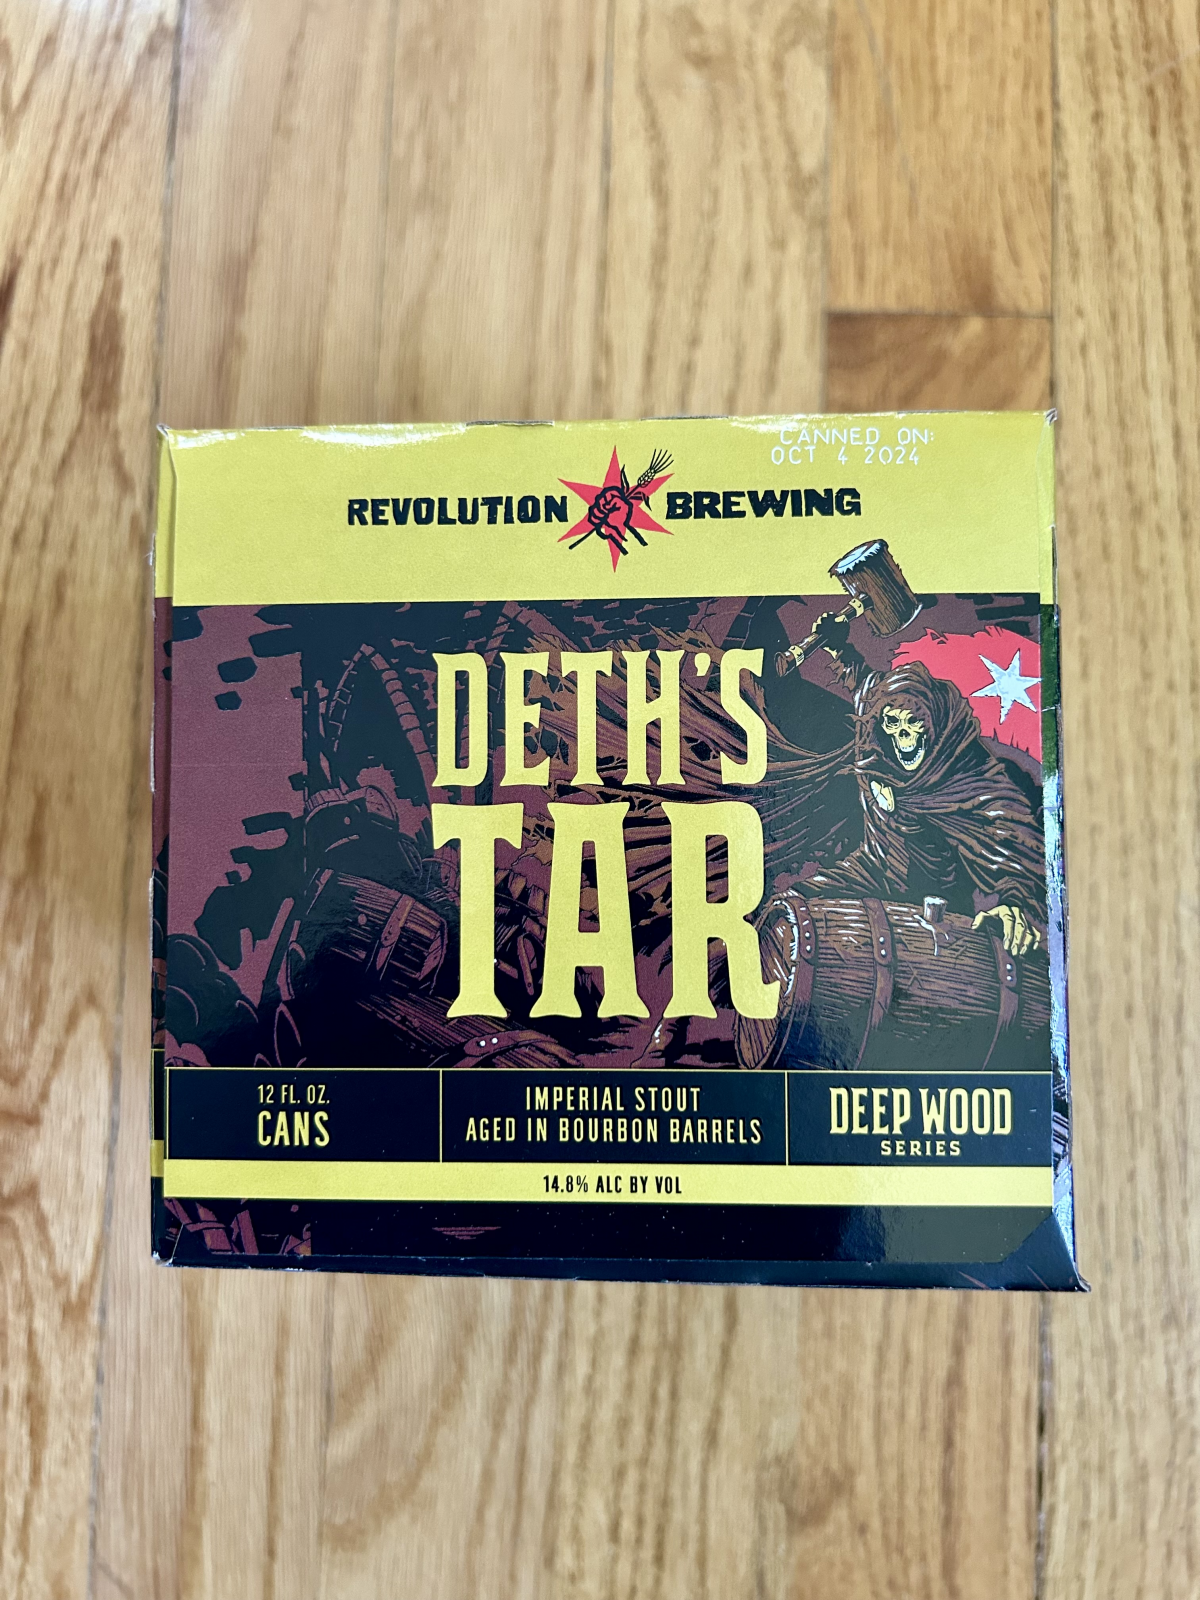 CANNED ON:
OCT 4 2024
REVOLUTION BREWING
DETH'S
TAR
12 FL. OZ.
CANS
IMPERIAL STOUT
AGED IN BOURBON BARRELS
DEEP WOOD
SERIES
14.8% ALC BY VOL